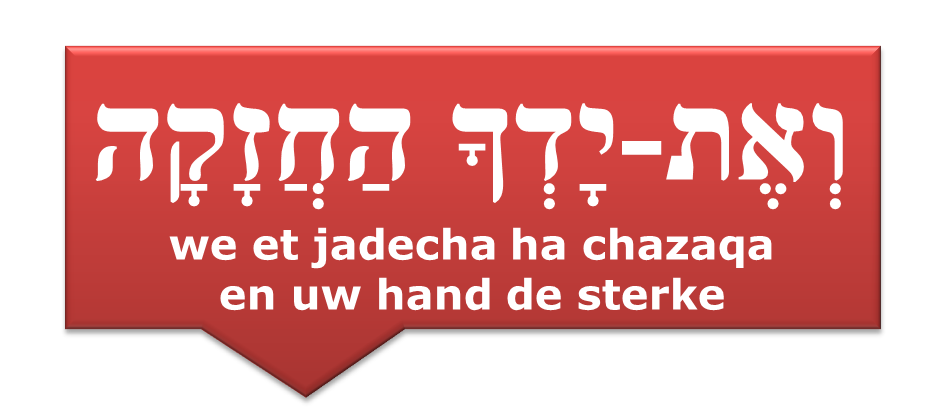 וְאֶת-יָדְךָ הַחֲזָקָה
we et jadecha ha chazaqa
en uw hand de sterke